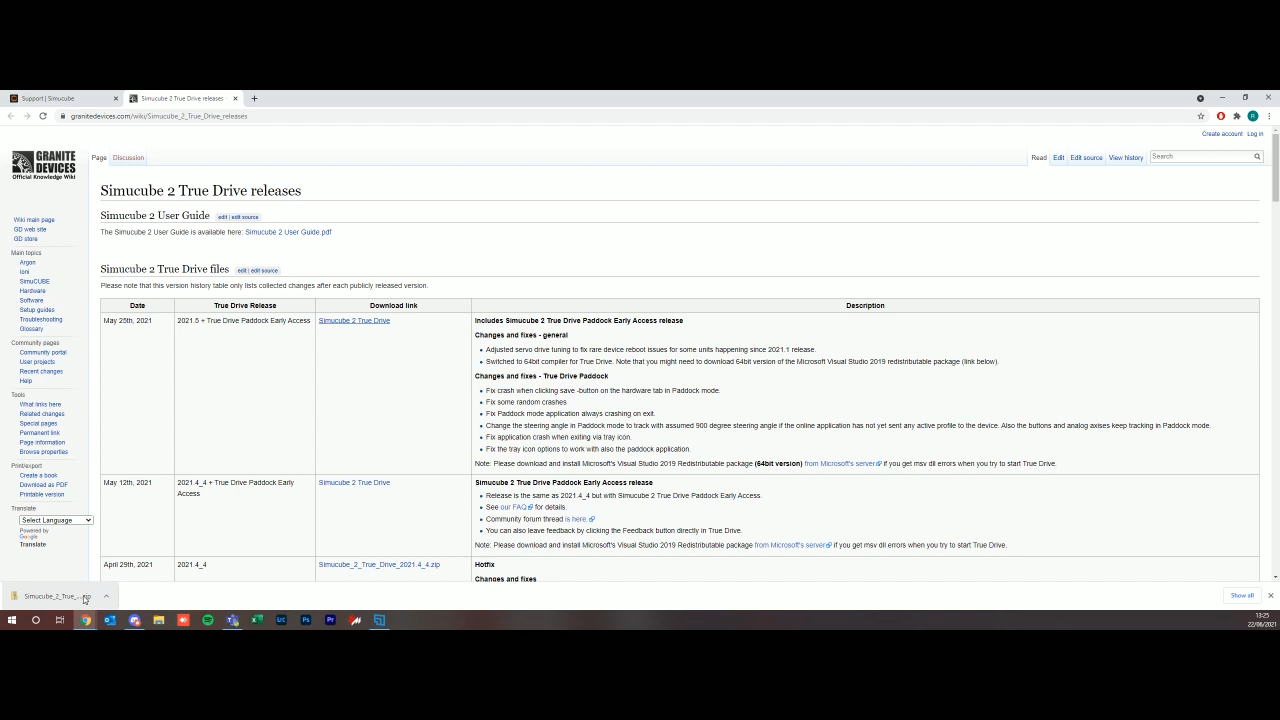 Support | Simucube
Simucube 2 True Drive releases
granitedevices.com/wiki/Simucube_2_True_Drive_releases
R
Create account Log in
GRANITE
DEVICES
Official Knowledge Wiki
Page Discussion
Read Edit Edit source View history Search
Simucube 2 True Drive releases
Simucube 2 User Guide edit | edit source
The Simucube 2 User Guide is available here: Simucube 2 User Guide.pdf
Simucube 2 True Drive files edit | edit source
Please note that this version history table only lists collected changes after each publicly released version.
Wiki main page
GD web site
GD store
Main topics
Argon
Ioni
SimuCUBE
Hardware
Software
Setup guides
Troubleshooting
Glossary
Community pages
Community portal
User projects
Recent changes
Help
Tools
What links here
Related changes
Special pages
Permanent link
Page information
Browse properties
Print/export
Create a book
Download as PDF
Printable version
Translate
Select Language
Powered by
Google
Translate
Date True Drive Release Download link Description
May 25th, 2021 2021.5 + True Drive Paddock Early Access Simucube 2 True Drive Includes Simucube 2 True Drive Paddock Early Access release
Changes and fixes - general
• Adjusted servo drive tuning to fix rare device reboot issues for some units happening since 2021.1 release.
• Switched to 64bit compiler for True Drive. Note that you might need to download 64bit version of the Microsoft Visual Studio 2019 redistributable package (link below).
Changes and fixes - True Drive Paddock
• Fix crash when clicking save -button on the hardware tab in Paddock mode.
• Fix some random crashes
• Fix Paddock mode application always crashing on exit.
• Change the steering angle in Paddock mode to track with assumed 900 degree steering angle if the online application has not yet sent any active profile to the device. Also the buttons and analog axises keep tracking in Paddock mode.
• Fix application crash when exiting via tray icon.
• Fix the tray icon options to work with also the paddock application.
Note: Please download and install Microsoft's Visual Studio 2019 Redistributable package (64bit version) from Microsoft's server if you get msv dll errors when you try to start True Drive.
May 12th, 2021 2021.4_4 + True Drive Paddock Early Simucube 2 True Drive Simucube 2 True Drive Paddock Early Access release
Access
• Release is the same as 2021.4_4 but with Simucube 2 True Drive Paddock Early Access.
• See our FAQ for details.
• Community forum thread is here.
• You can also leave feedback by clicking the Feedback button directly in True Drive.
Note: Please download and install Microsoft's Visual Studio 2019 Redistributable package from Microsoft's server if you get msv dll errors when you try to start True Drive.
April 29th, 2021 2021.4_4 Simucube_2_True_Drive_2021.4_4.zip Hotfix
Changes and fixes
Simucube_2_True_....zip Show all
LrC Ps Pr
13:25
22/06/2021